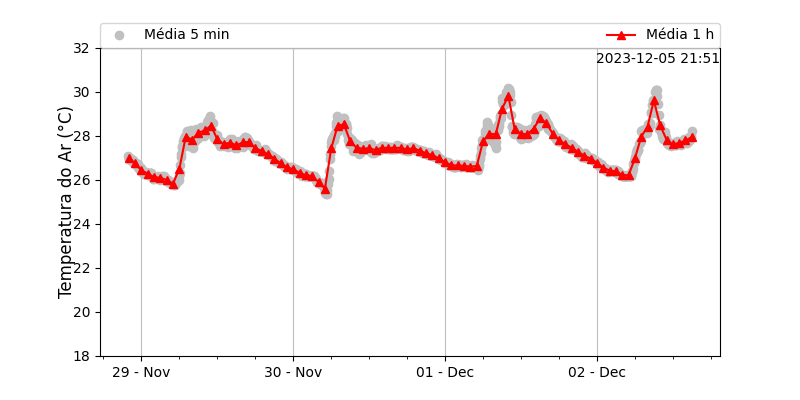 Média 5 min
Média 1 h
2023-12-05 21:51
Temperatura do Ar (°C)
32
30
28
26
24
22
20
18
29 - Nov
30 - Nov
01 - Dec
02 - Dec